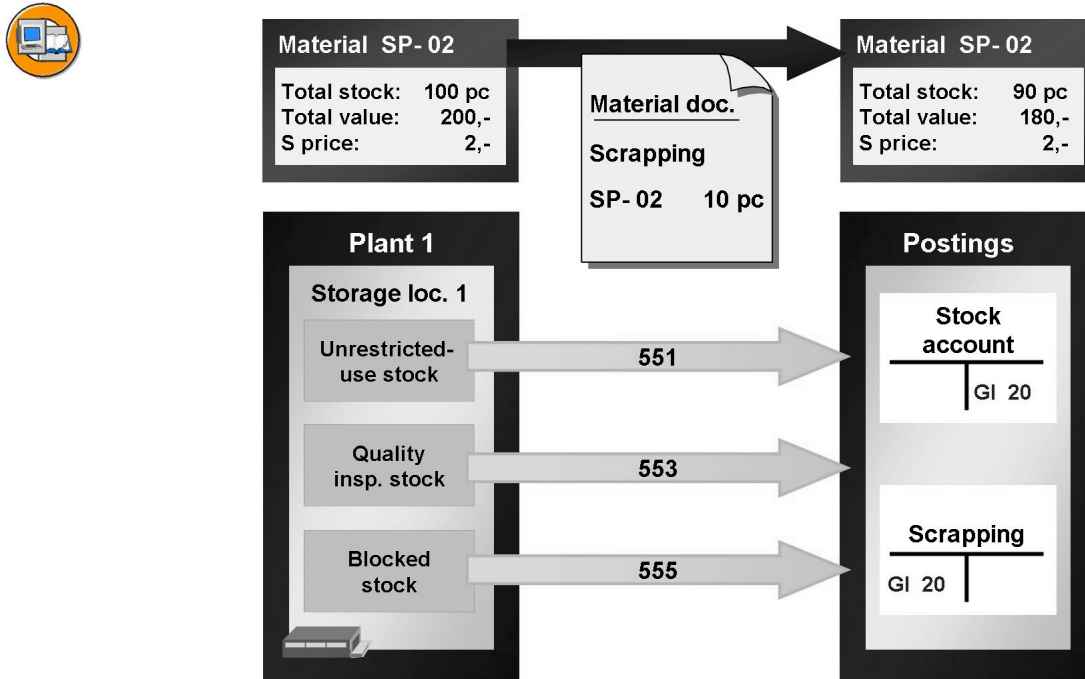 Material SP- 02
Total stock: 100 pc
Total value: 200,-
S price: 2,-
Material doc.
Scrapping
SP- 02 10 pc
Material SP- 02
Total stock: 90 pc
Total value: 180,-
S price: 2,-
Plant 1
Storage loc. 1
Unrestricted-
use stock
551
Quality
insp. stock
553
Blocked
stock
555
Postings
Stock
account
GI 20
Scrapping
GI 20